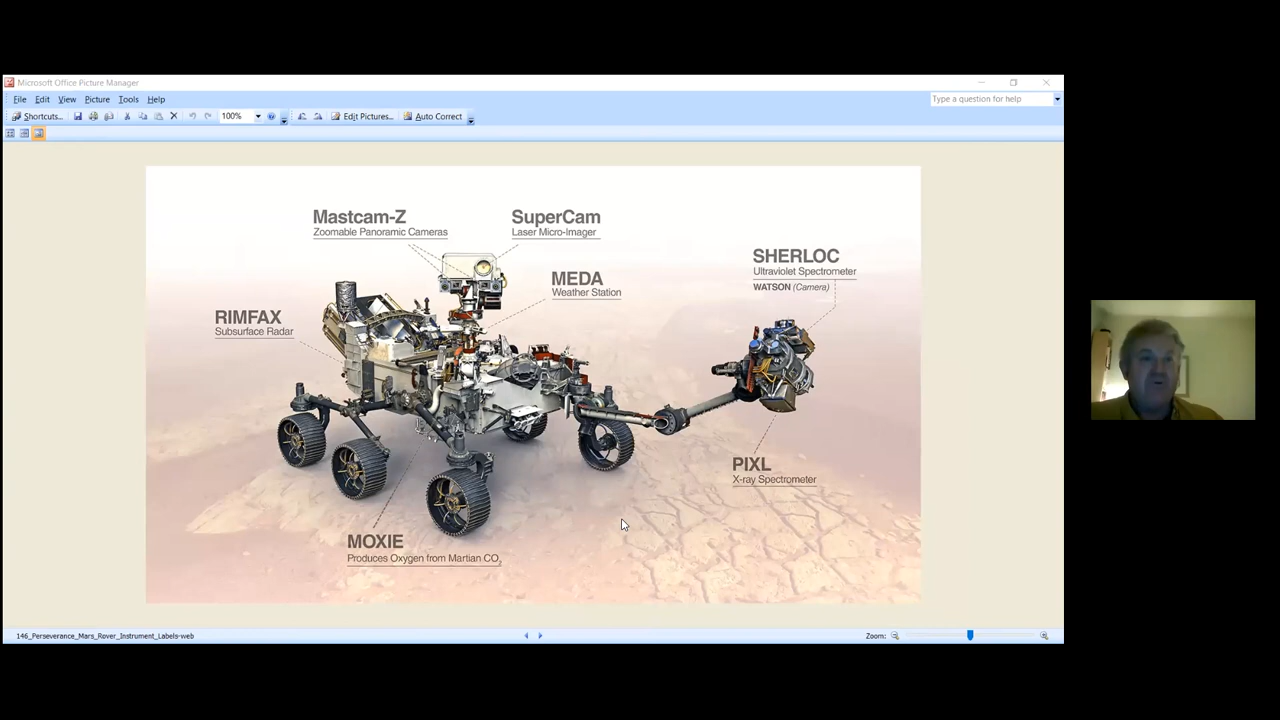 Microsoft Office Picture Manager
File Edit View Picture Tools Help
Type a question for help
Shortcuts... 100% Edit Pictures... Auto Correct
Mastcam-Z
Zoomable Panoramic Cameras
SuperCam
Laser Micro-Imager
SHERLOC
Ultraviolet Spectrometer
WATSON (Camera)
MEDA
Weather Station
RIMFAX
Subsurface Radar
PIXL
X-ray Spectrometer
MOXIE
Produces Oxygen from Martian CO₂
146_Perseverance_Mars_Rover_Instrument_Labels-web
Zoom: